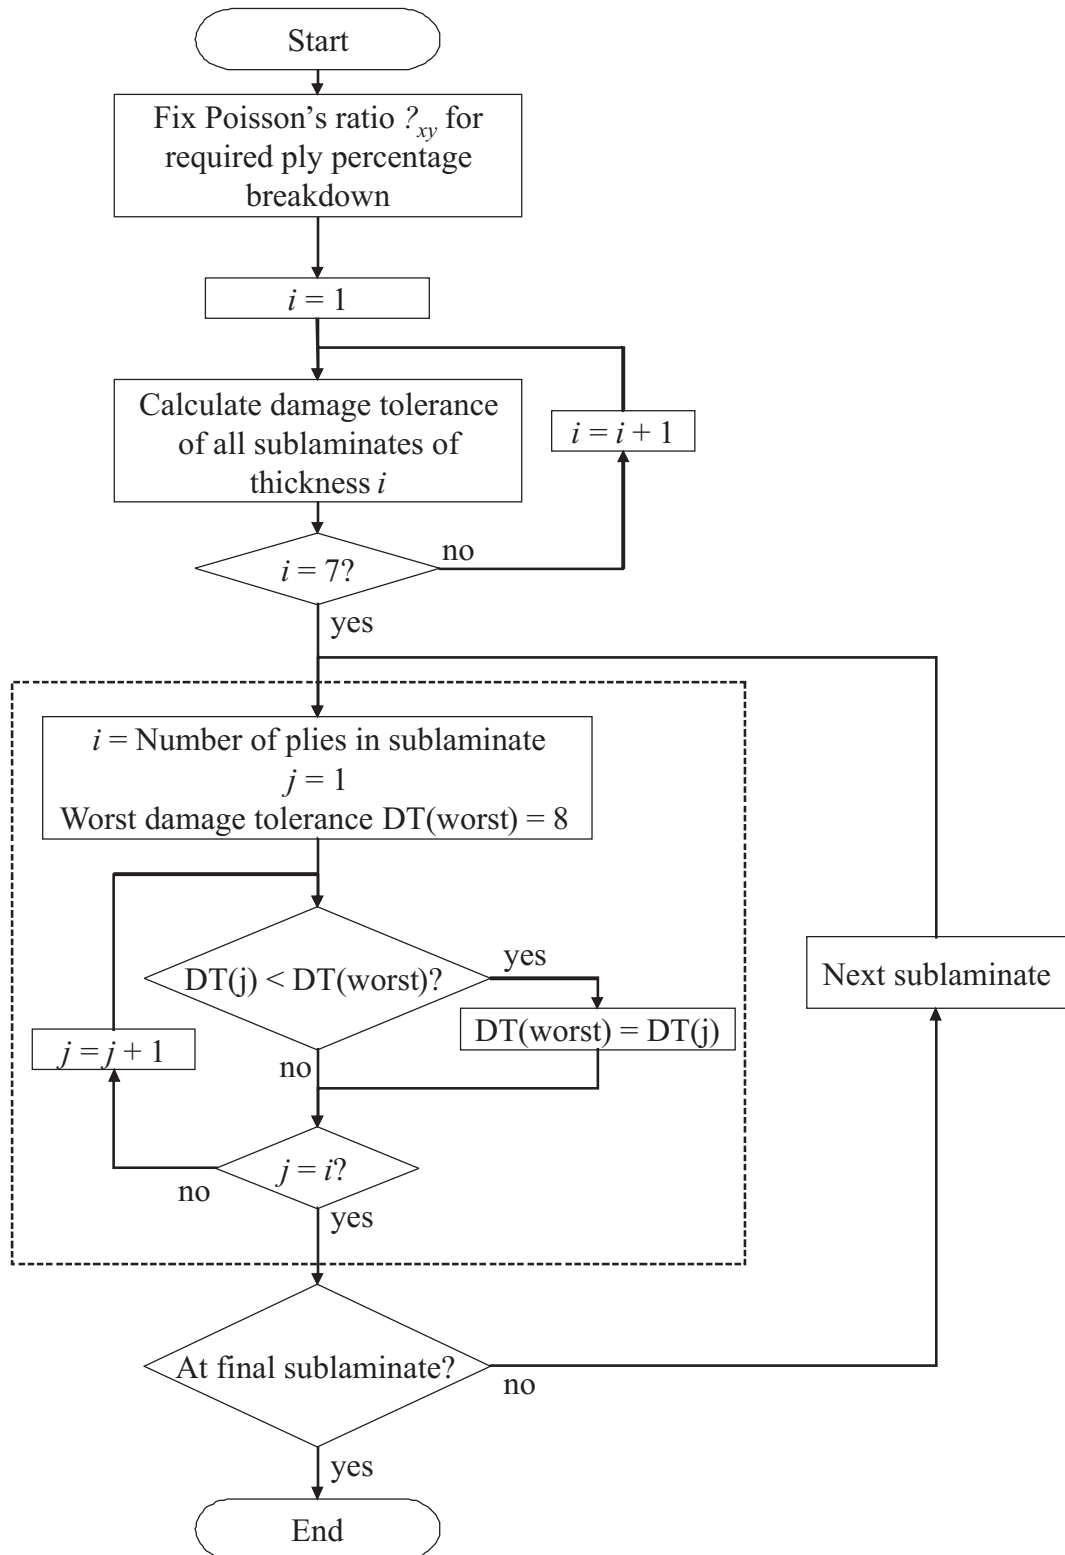 Start
Fix Poisson’s ratio ?xy for
required ply percentage
breakdown
i = 1
Calculate damage tolerance
of all sublaminates of
thickness i
i = i + 1
i = 7?
no
yes
i = Number of plies in sublaminate
j = 1
Worst damage tolerance DT(worst) = 8
DT(j) < DT(worst)?
yes
Next sublaminate
DT(worst) = DT(j)
j = j + 1
no
j = i?
no
yes
At final sublaminate?
no
yes
End